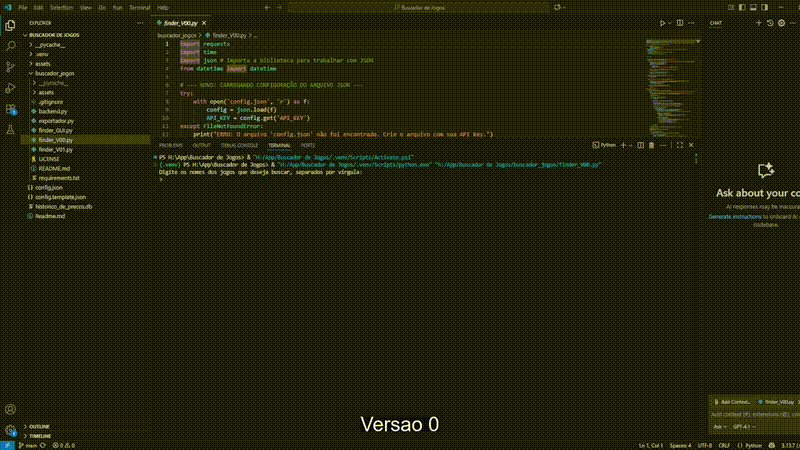 File Edit Selection View Go Run Terminal Help
Buscador de Jogos
EXPLORER
BUSCADOR DE JOGOS
__pycache__
.venv
assets
buscador_jogos
__pycache__
assets
.gitignore
backend.py
exportador.py
finder_GUI.py
finder_V00.py
finder_V01.py
LICENSE
README.md
requirements.txt
config.json
config.template.json
historico_de_precos.db
Readme.md
OUTLINE
TIMELINE
finder_V00.py
buscador_jogos > finder_V00.py > ...
1 import requests
2 import time
3 import json # Importa a biblioteca para trabalhar com JSON
4 from datetime import datetime
5
6 # --- NOVO: CARREGANDO CONFIGURAÇÃO DO ARQUIVO JSON ---
7 try:
8 with open('config.json', 'r') as f:
9 config = json.load(f)
10 API_KEY = config.get('API_KEY')
11 except FileNotFoundError:
print("ERRO: O arquivo 'config.json' não foi encontrado. Crie o arquivo com sua API Key.")
PROBLEMS OUTPUT DEBUG CONSOLE TERMINAL PORTS
Python
PS H:\App\Buscador de Jogos> & "H:/App/Buscador de Jogos/.venv/Scripts/Activate.ps1"
(.venv) PS H:\App\Buscador de Jogos> & "H:/App/Buscador de Jogos/.venv/Scripts/python.exe" "h:/App/Buscador de Jogos/buscador_jogos/finder_V00.py"
Digite os nomes dos jogos que deseja buscar, separados por vírgula:
>
CHAT
Ask about your co
AI responses may be inaccura
Generate instructions to onboard AI
codebase.
Add Context...
finder_V00.py
Add context (#), extensions (@), com
Ask
GPT-4.1
Versao 0
main
0 0
Ln 1, Col 1 Spaces: 4 UTF-8 CRLF Python 3.13.7